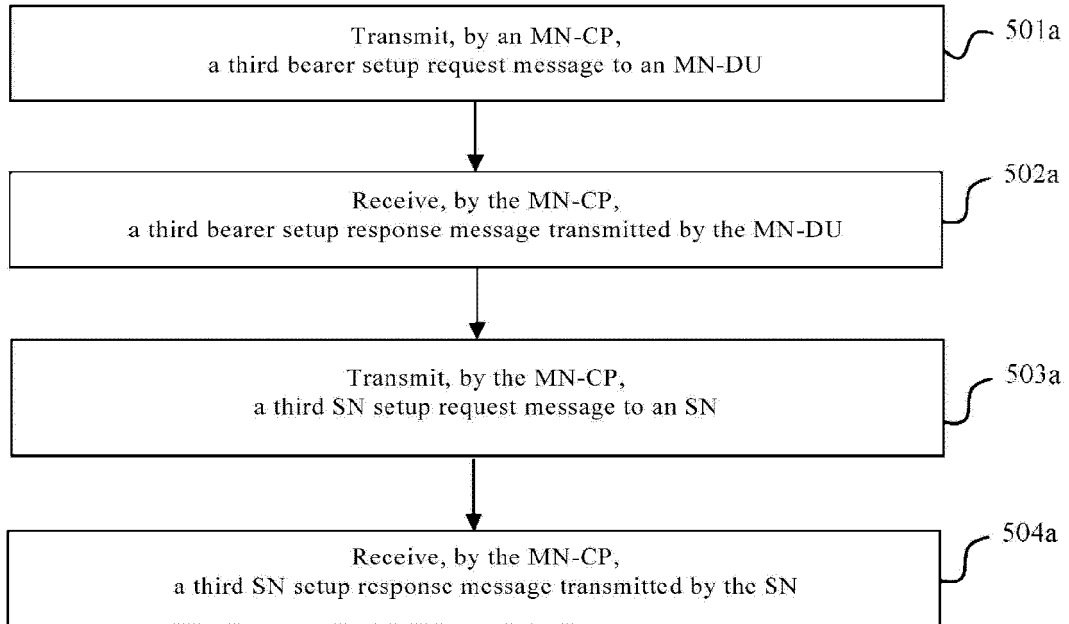 Transmit, by an MN-CP,
a third bearer setup request message to an MN-DU
501a
Receive, by the MN-CP,
a third bearer setup response message transmitted by the MN-DU
502a
Transmit, by the MN-CP,
a third SN setup request message to an SN
503a
Receive, by the MN-CP,
a third SN setup response message transmitted by the SN
504a